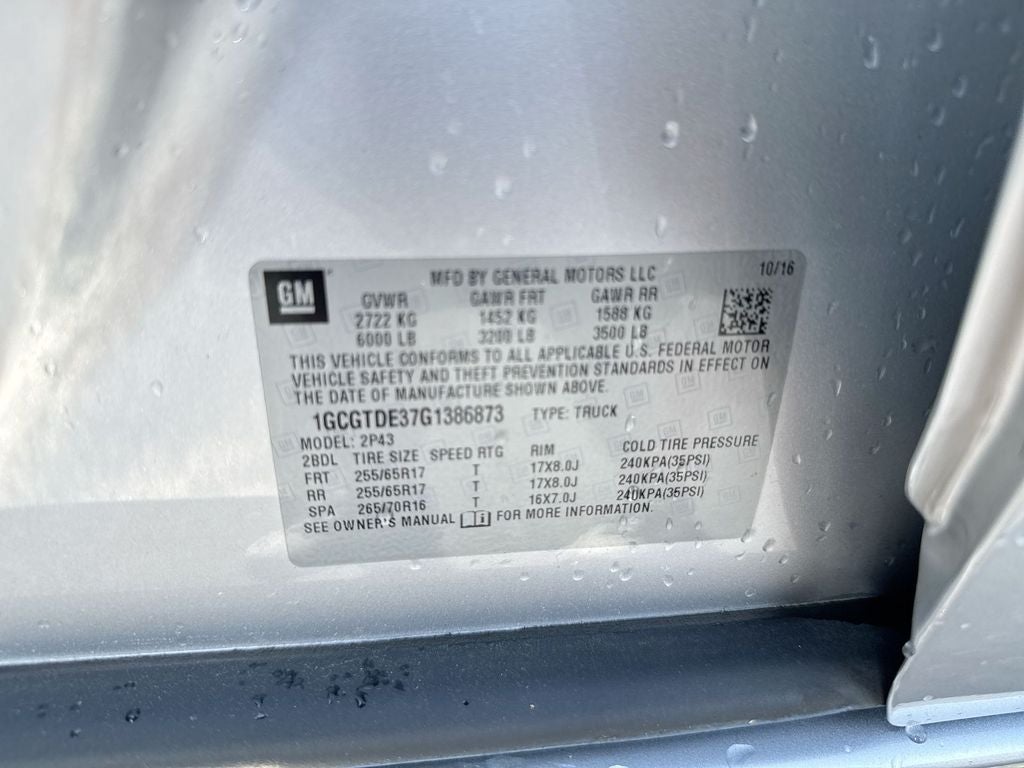 GM
MFD BY GENERAL MOTORS LLC 10/16
GVWR GAWR FRT GAWR RR
2722 KG 1452 KG 1588 KG
6000 LB 3200 LB 3500 LB
THIS VEHICLE CONFORMS TO ALL APPLICABLE U.S. FEDERAL MOTOR
VEHICLE SAFETY AND THEFT PREVENTION STANDARDS IN EFFECT ON
THE DATE OF MANUFACTURE SHOWN ABOVE.
1GCGTDE37G1386873 TYPE: TRUCK
MODEL: 2P43
2BDL TIRE SIZE SPEED RTG RIM COLD TIRE PRESSURE
FRT 255/65R17 T 17X8.0J 240KPA(35PSI)
RR 255/65R17 T 17X8.0J 240KPA(35PSI)
SPA 265/70R16 T 16X7.0J 240KPA(35PSI)
SEE OWNER'S MANUAL FOR MORE INFORMATION.